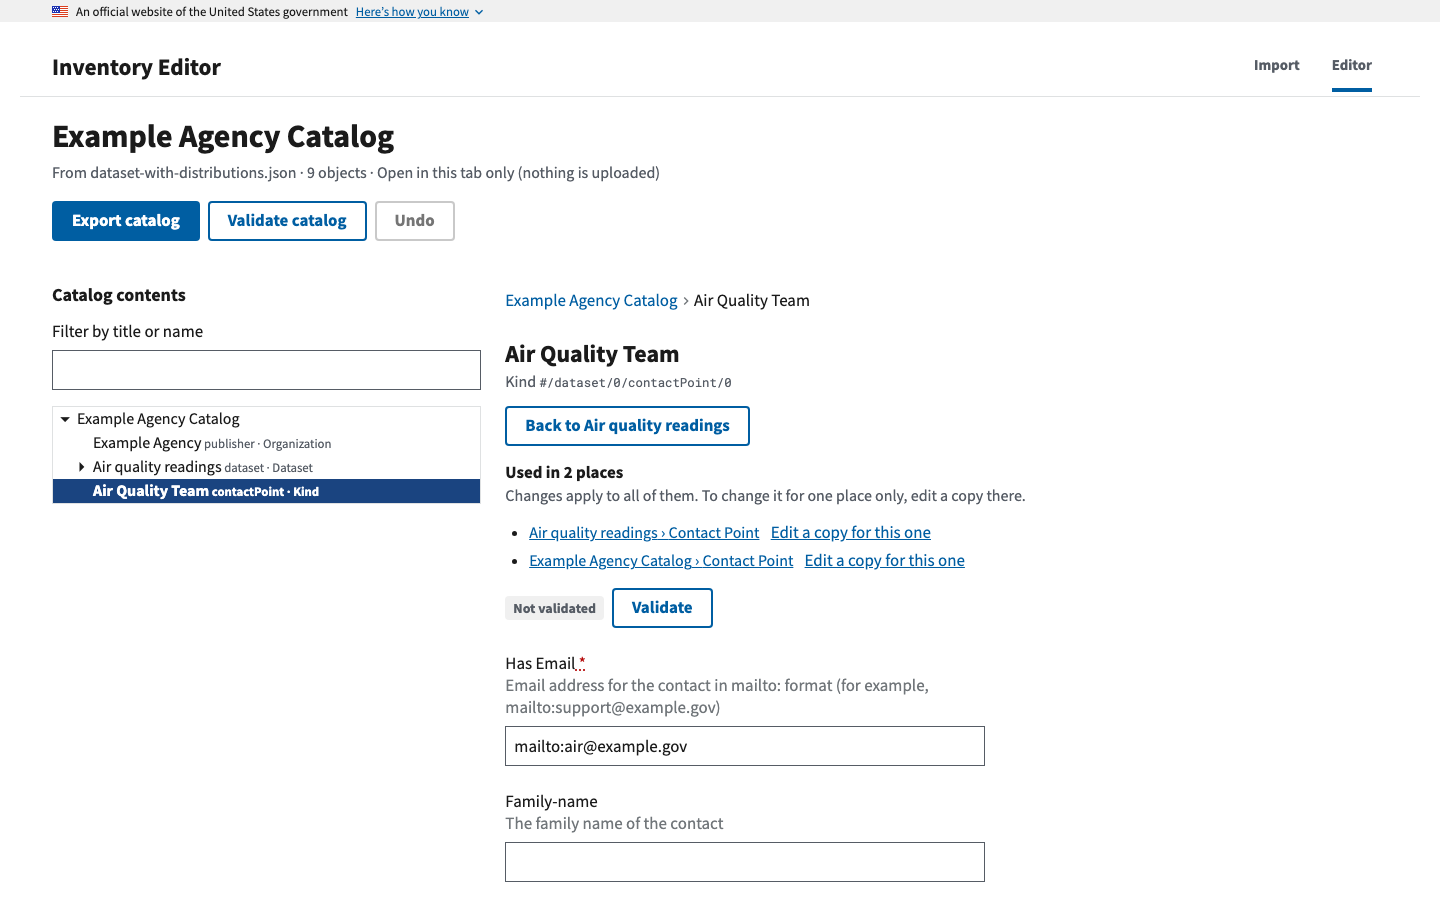 An official website of the United States government Here's how you know
Inventory Editor
Import
Editor
Example Agency Catalog
From dataset-with-distributions.json · 9 objects · Open in this tab only (nothing is uploaded)
Export catalog
Validate catalog
Undo
Catalog contents
Filter by title or name
Example Agency Catalog
Example Agency publisher · Organization
Air quality readings dataset · Dataset
Air Quality Team contactPoint · Kind
Example Agency Catalog › Air Quality Team
Air Quality Team
Kind #/dataset/0/contactPoint/0
Back to Air quality readings
Used in 2 places
Changes apply to all of them. To change it for one place only, edit a copy there.
Air quality readings › Contact Point Edit a copy for this one
Example Agency Catalog › Contact Point Edit a copy for this one
Not validated
Validate
Has Email *
Email address for the contact in mailto: format (for example,
mailto:support@example.gov)
mailto:air@example.gov
Family-name
The family name of the contact